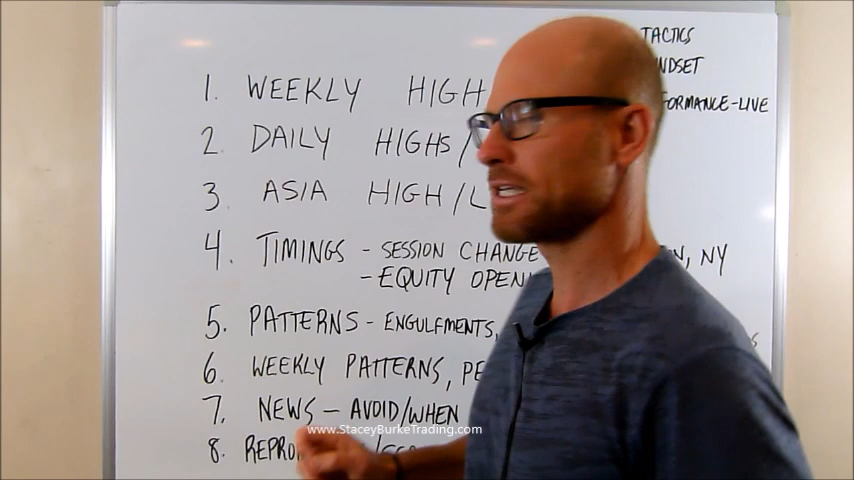 TACTICS
NDSET
FORMANCE-LIVE
1. WEEKLY HIGH
2. DAILY HIGHS/
3. ASIA HIGH/L
4. TIMINGS - SESSION CHANGE N, NY
- EQUITY OPENI
5. PATTERNS - ENGULFMENTS, S
6. WEEKLY PATTERNS, PE
7. NEWS - AVOID/WHEN
www.StaceyBurkeTrading.com
8. REPRO